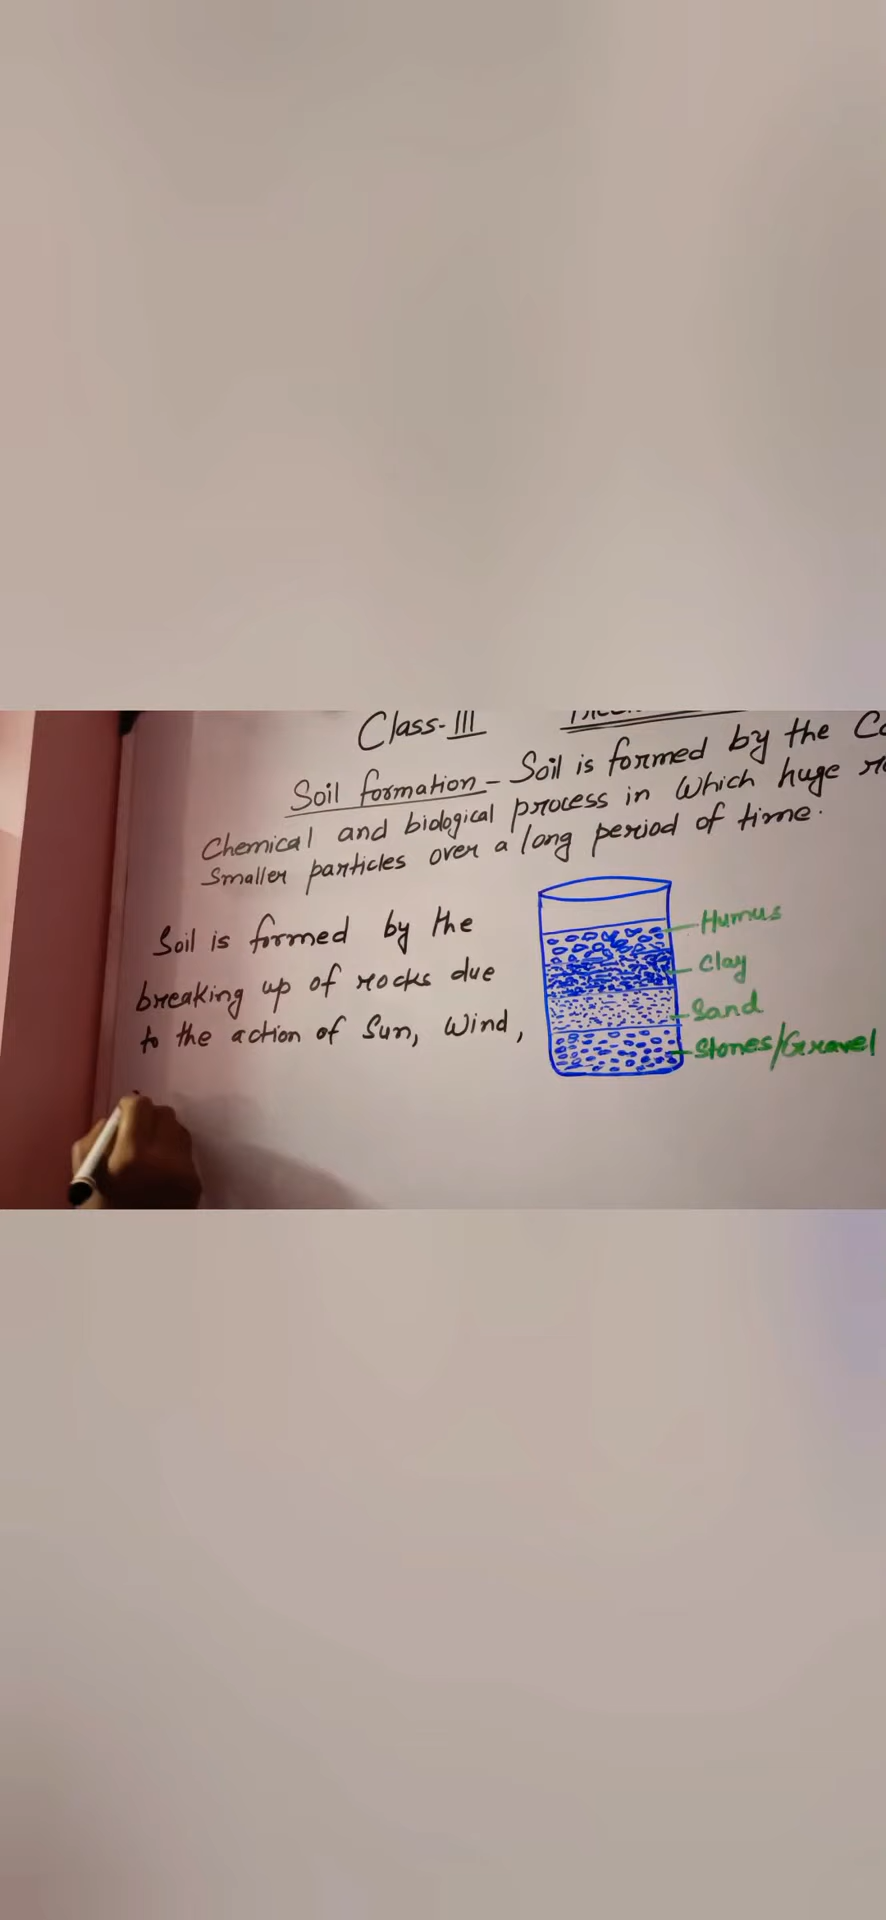 Class-III
Soil formation - Soil is formed by the
Chemical and biological process in which huge
Smaller particles over a long period of time.
Soil is formed by the
breaking up of rocks due
to the action of Sun, Wind,
Humus
Clay
Sand
Stones/Gravel